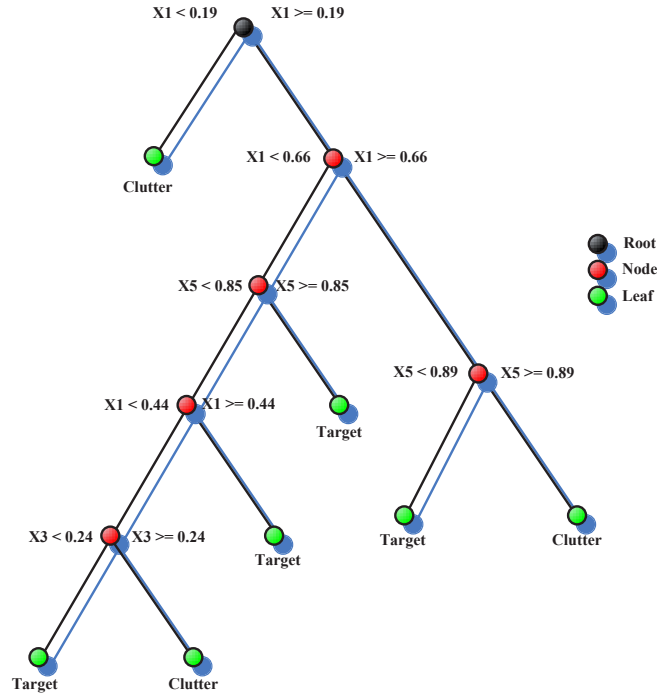 X1 < 0.19 X1 >= 0.19
X1 < 0.66 X1 >= 0.66
Clutter
Root
Node
Leaf
X5 < 0.85 X5 >= 0.85
X5 < 0.89 X5 >= 0.89
X1 < 0.44 X1 >= 0.44
Target
X3 < 0.24 X3 >= 0.24
Target
Target
Clutter
Target
Clutter